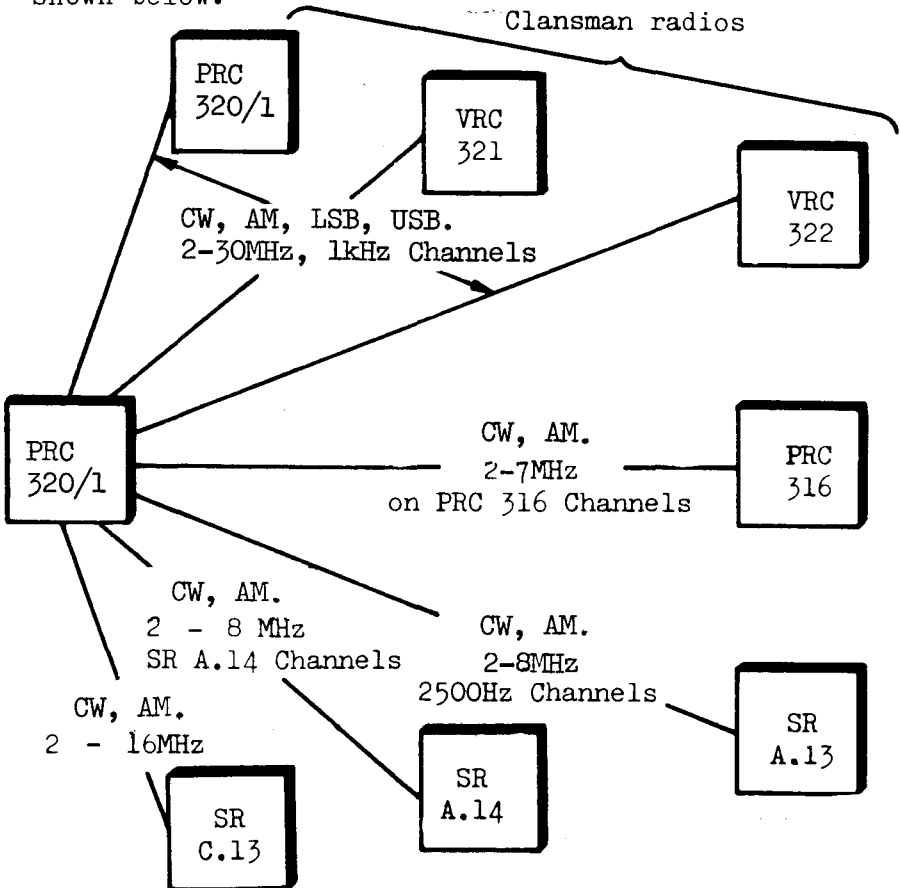 shown below.
Clansman radios
PRC
320/1
VRC
321
VRC
322
CW, AM, LSB, USB.
2-30MHz, 1kHz Channels
PRC
320/1
CW, AM.
2-7MHz
on PRC 316 Channels
PRC
316
CW, AM.
2 - 8 MHz
SR A.14 Channels
CW, AM.
2-8MHz
2500Hz Channels
CW, AM.
2 - 16MHz
SR
A.13
SR
A.14
SR
C.13